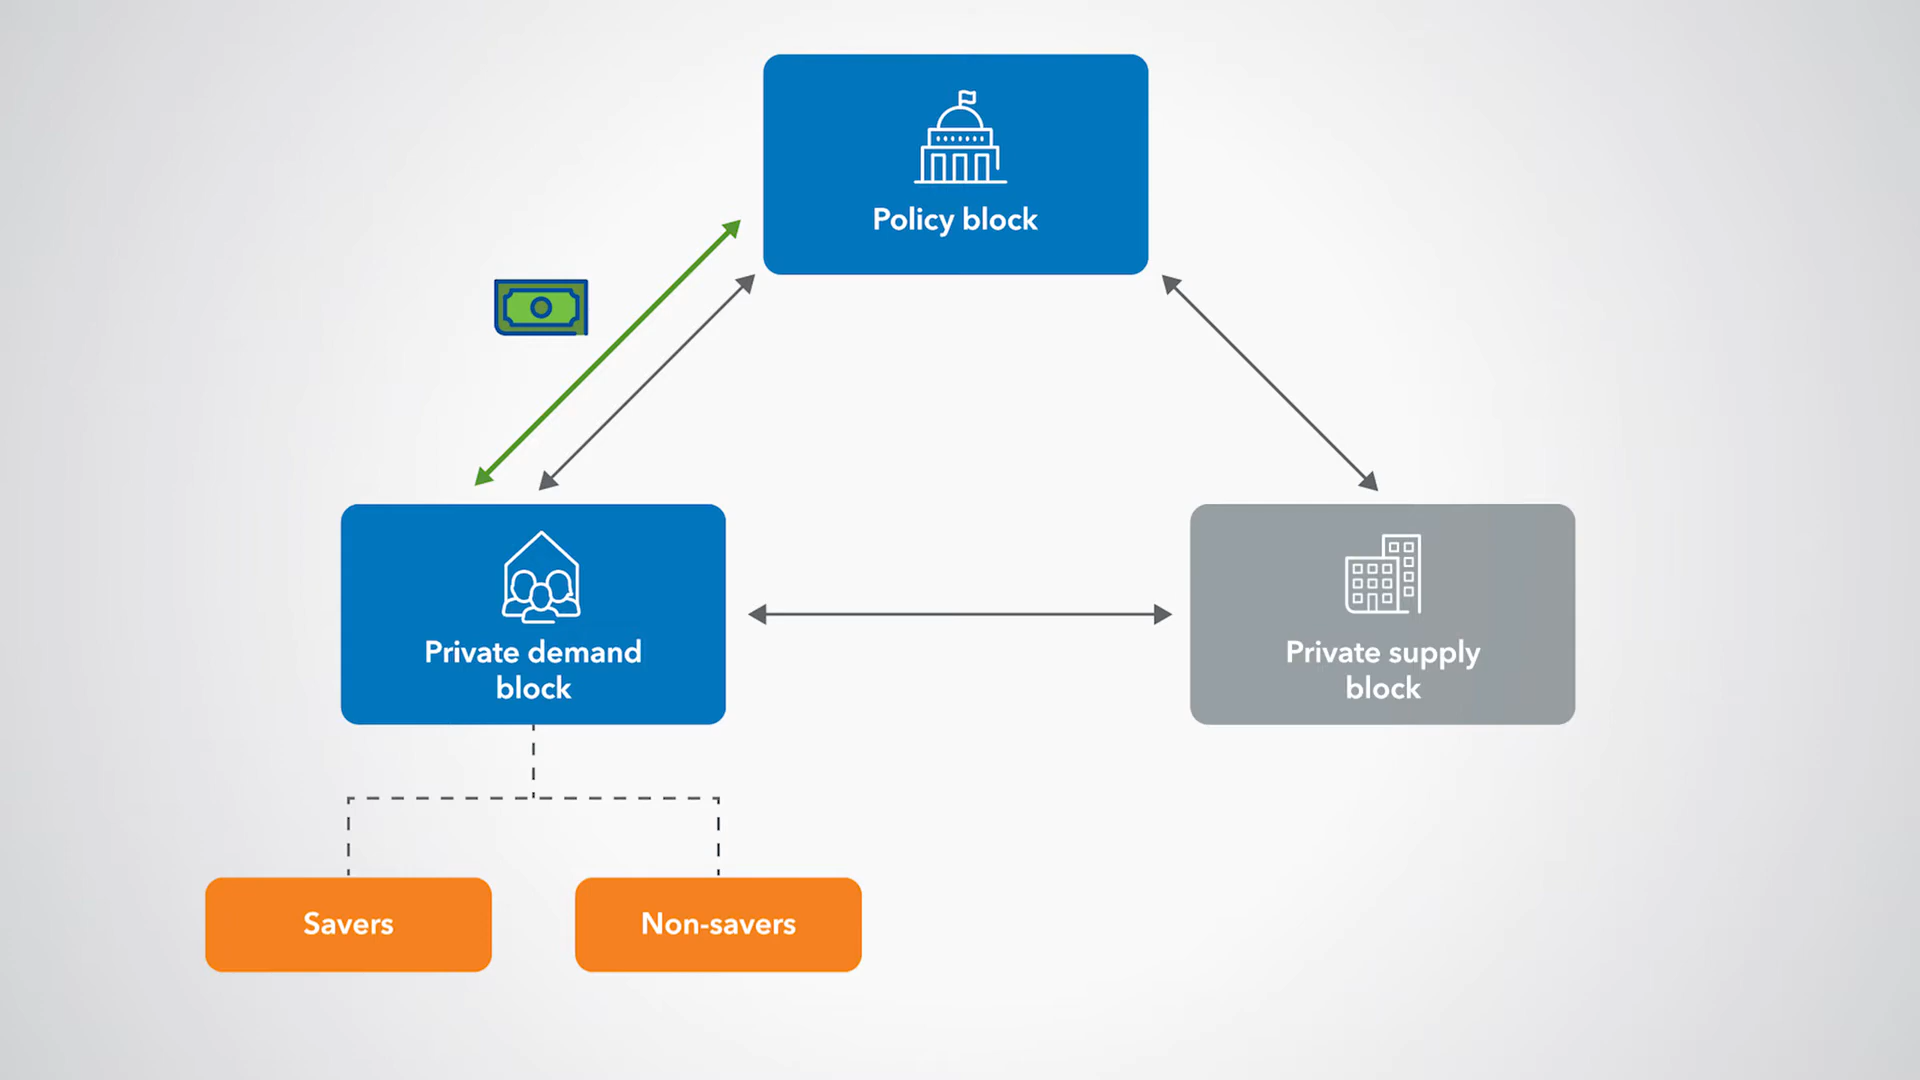 Policy block
Private demand
block
Private supply
block
Savers
Non-savers